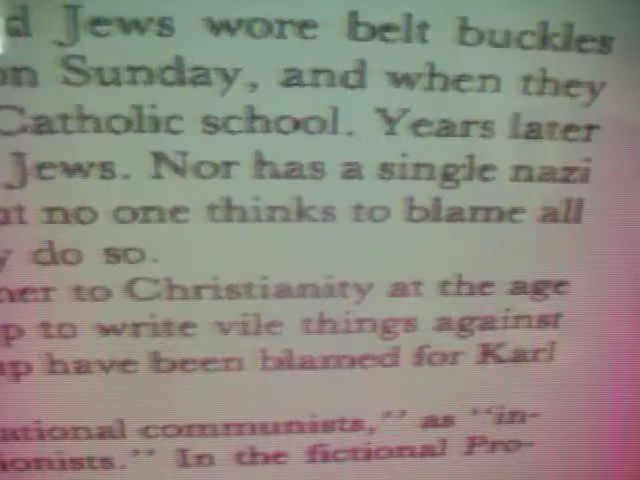 d Jews wore belt buckles
on Sunday, and when they
Catholic school. Years later
Jews. Nor has a single nazi
at no one thinks to blame all
y do so.
her to Christianity at the age
p to write vile things against
up have been blamed for Karl
ational communists," as "in-
ionists." In the fictional Pro-